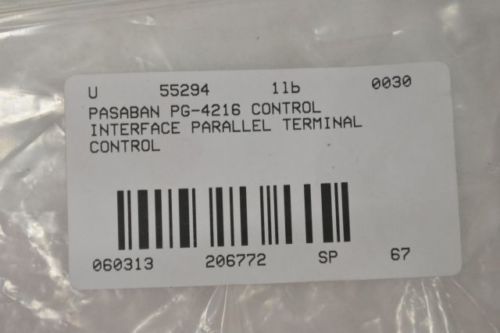 U 55294 1lb 0030
PASABAN PG-4216 CONTROL
INTERFACE PARALLEL TERMINAL
CONTROL
060313 206772 SP 67